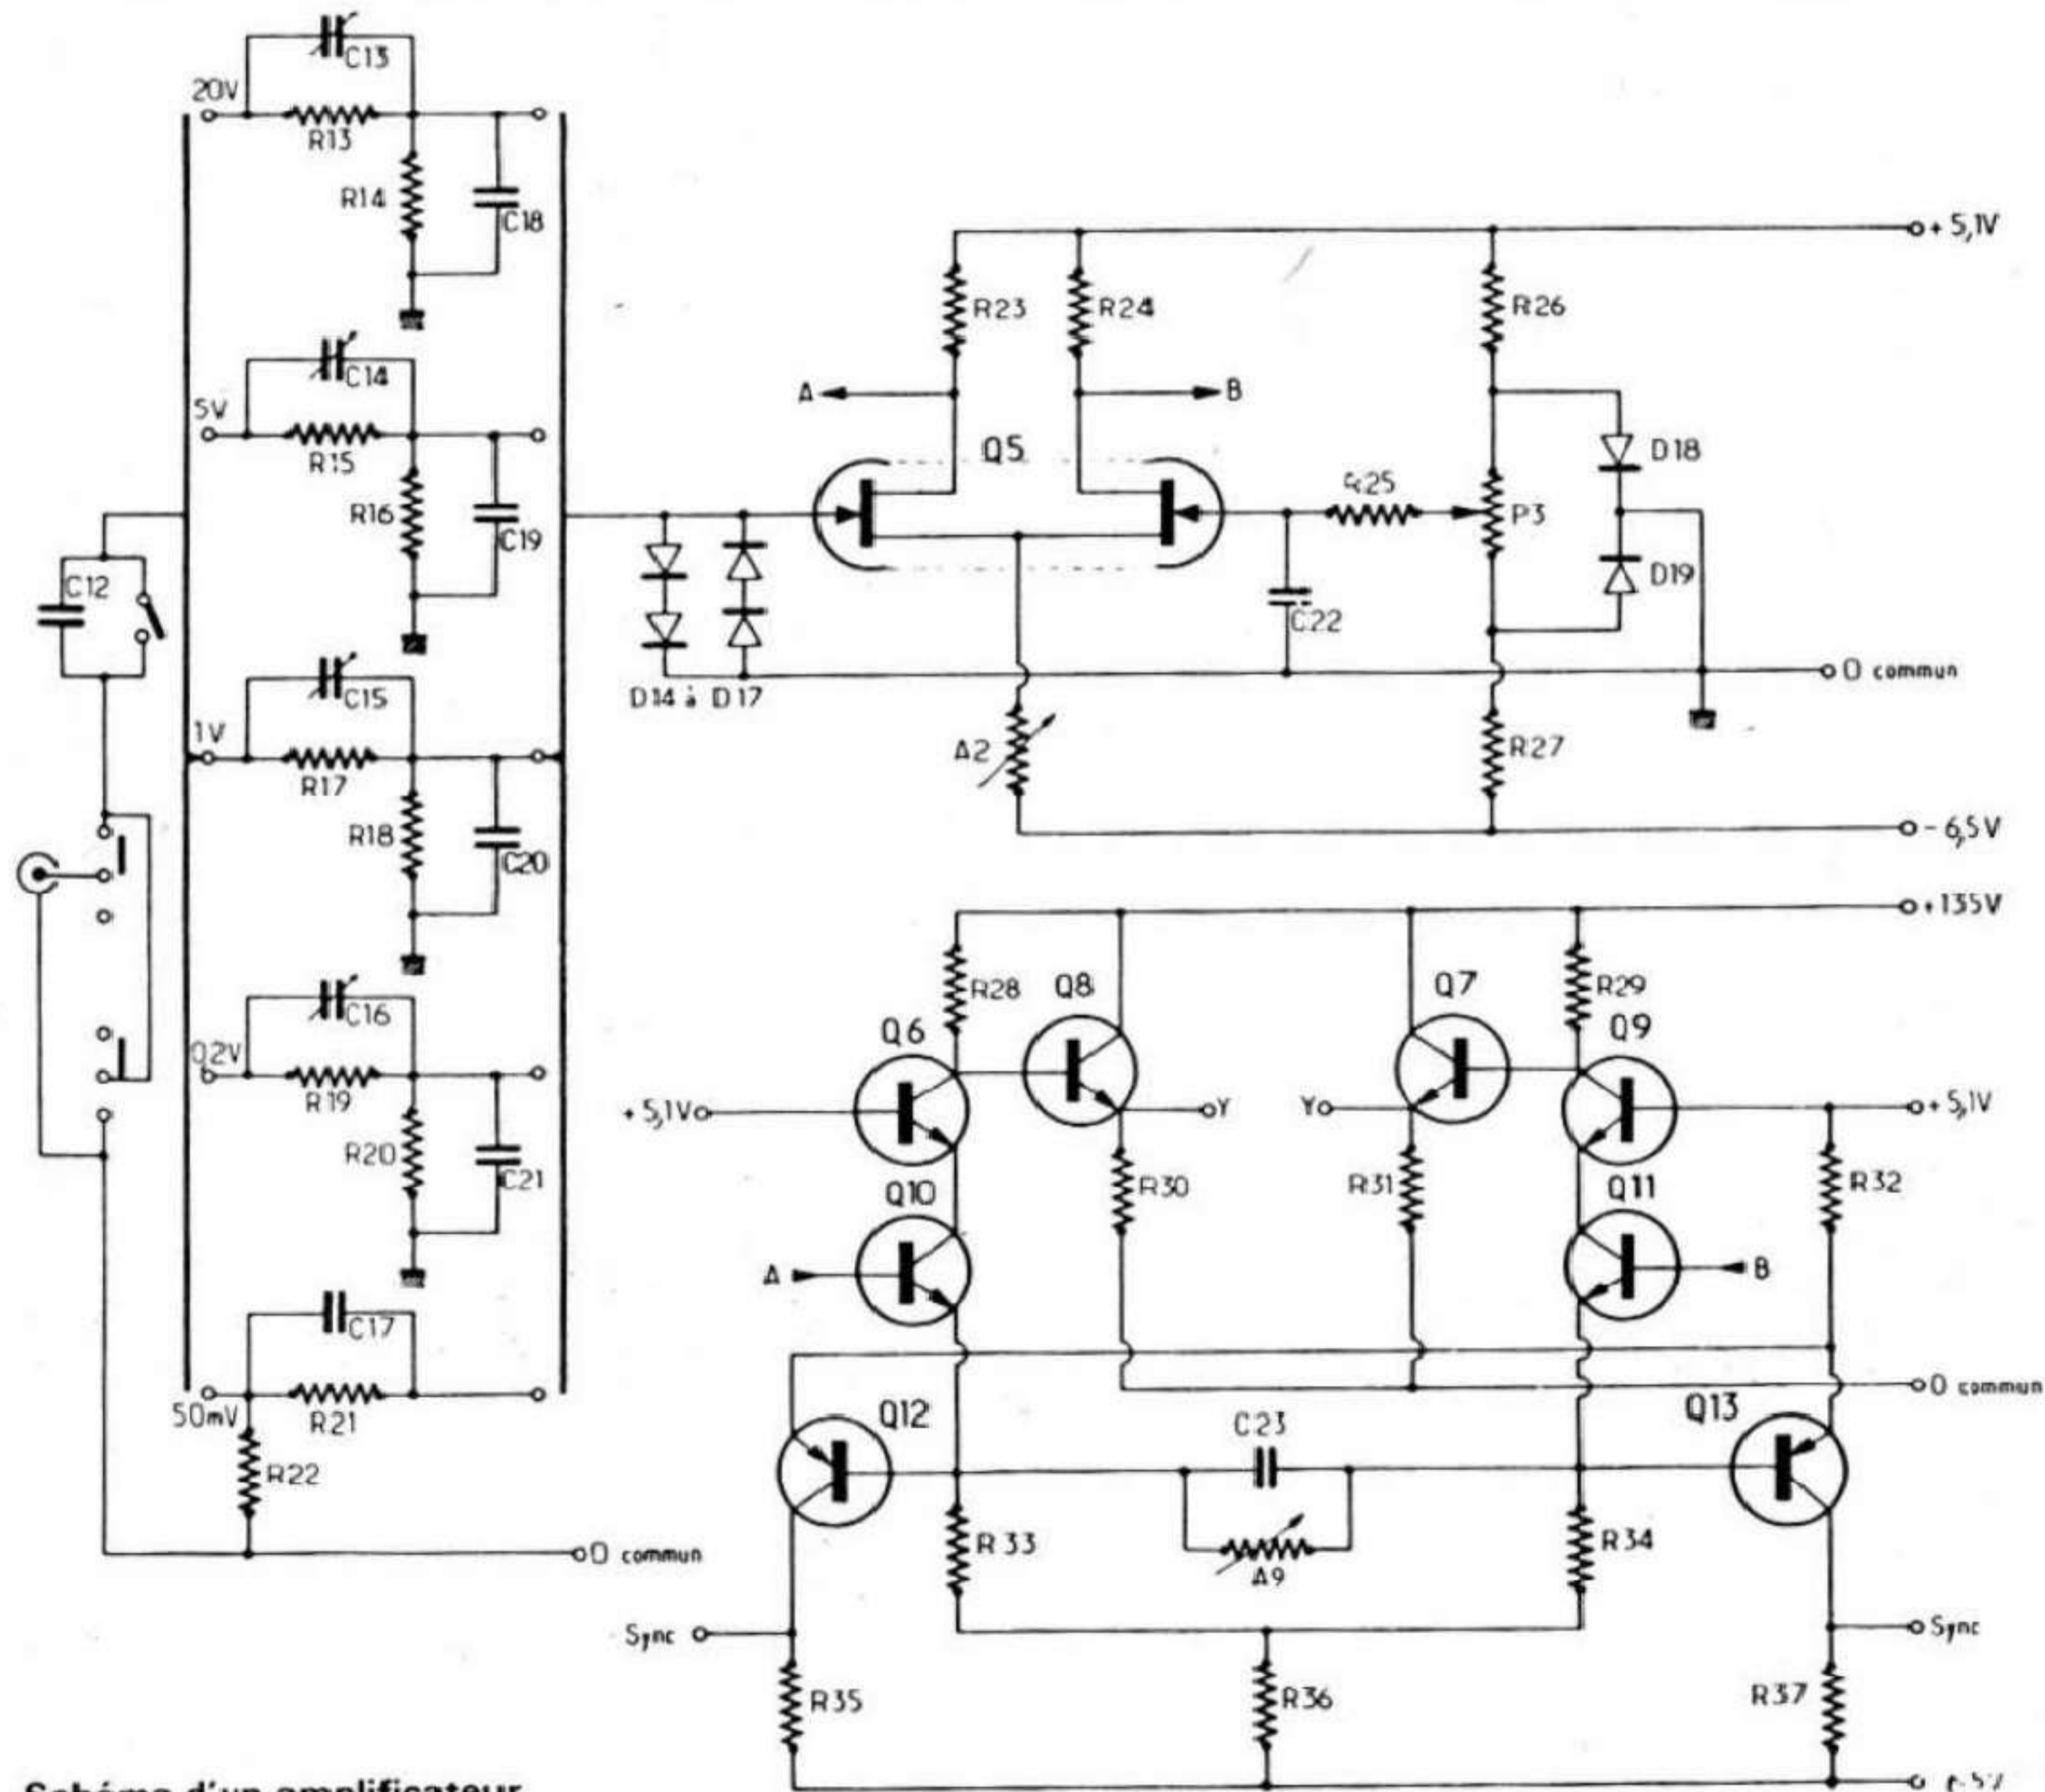 C13
20V
R13
R14
C18
+ 5,1V
R23
R24
R26
C14
A
B
5V
Q5
D18
R15
R25
R16
P3
C19
C12
D19
C22
0 commun
C15
D14 à D17
1V
A2
R27
R17
R18
- 6,5V
C20
+135V
R28
Q8
Q7
R29
C16
Q6
Q9
0,2V
R19
+ 5,1V
Y
Y
+ 5,1V
R20
C21
Q10
R30
R31
Q11
R32
A
B
C17
0 commun
50mV
R21
Q12
C23
Q13
R22
R33
R34
A9
0 commun
Sync
Sync
R35
R36
R37
Schéma d'un amplificateur